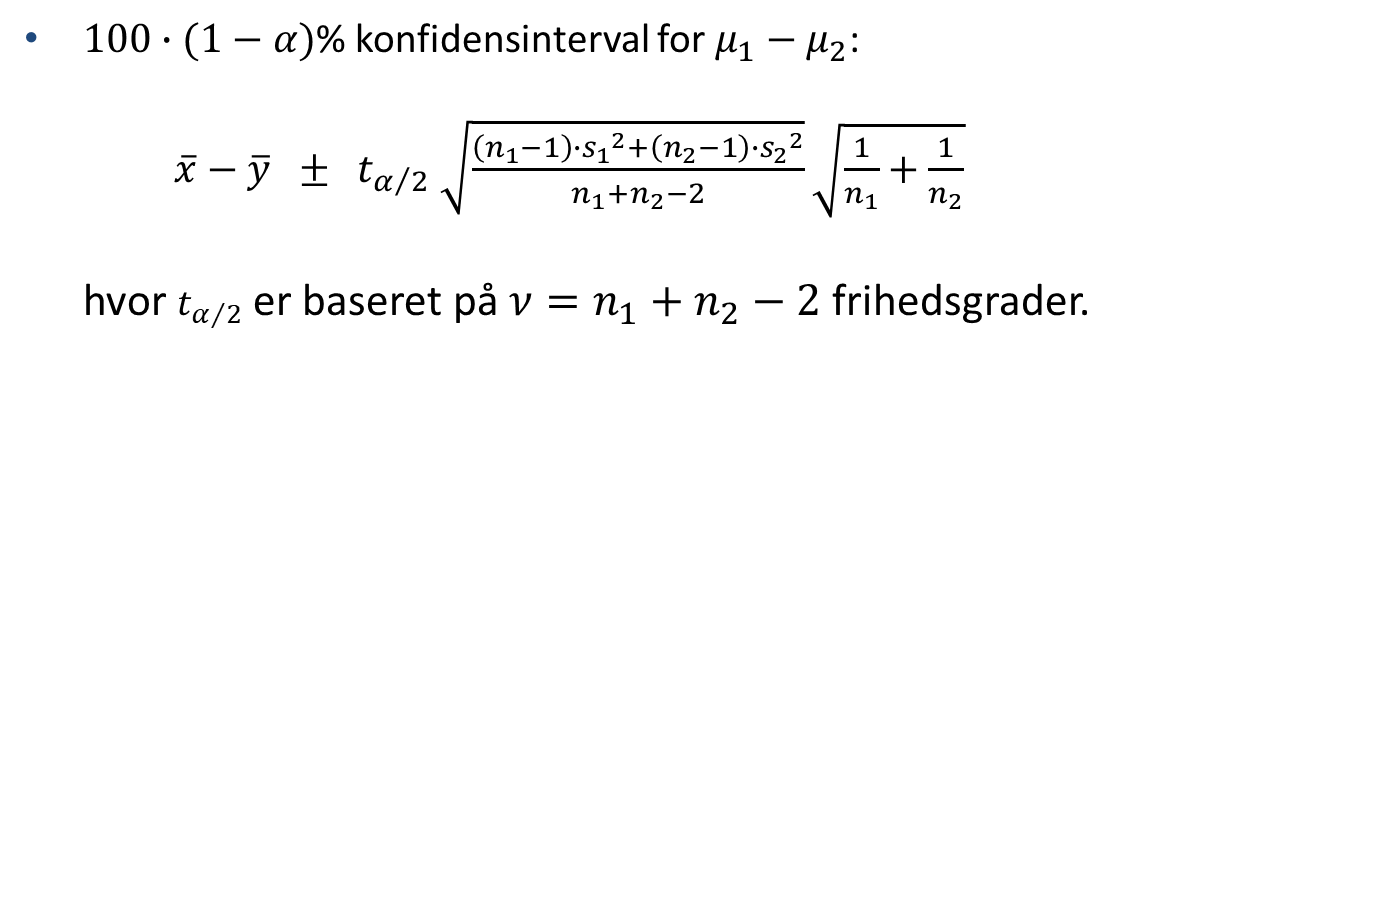 • 100 · (1 − α)% konfidensinterval for μ₁ − μ₂:
x̄ − ȳ ± t_{α/2} √((n₁−1)·s₁²+(n₂−1)·s₂² / n₁+n₂−2) √(1/n₁ + 1/n₂)
hvor t_{α/2} er baseret på ν = n₁ + n₂ − 2 frihedsgrader.